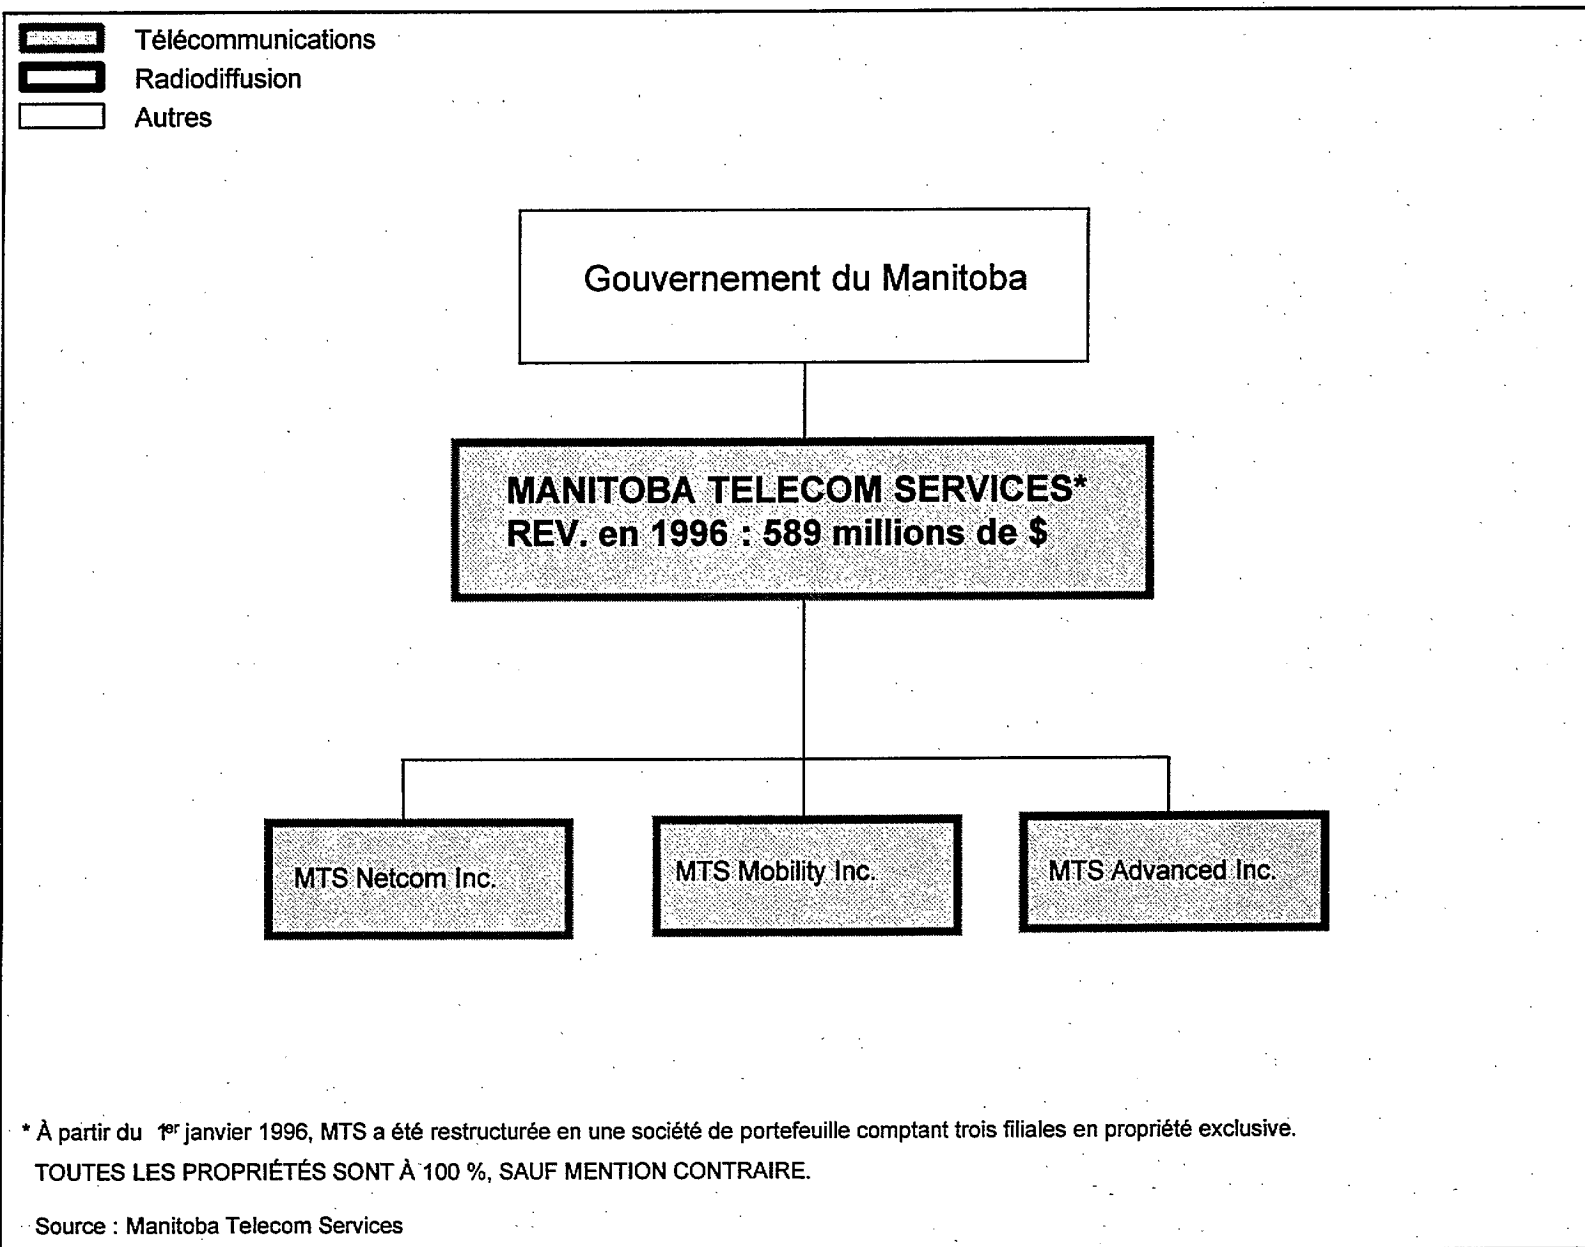 Télécommunications
Radiodiffusion
Autres
Gouvernement du Manitoba
MANITOBA TELECOM SERVICES*
REV. en 1996 : 589 millions de $
MTS Netcom Inc.
MTS Mobility Inc.
MTS Advanced Inc.
* À partir du 1er janvier 1996, MTS a été restructurée en une société de portefeuille comptant trois filiales en propriété exclusive.
TOUTES LES PROPRIÉTÉS SONT À 100 %, SAUF MENTION CONTRAIRE.
Source : Manitoba Telecom Services